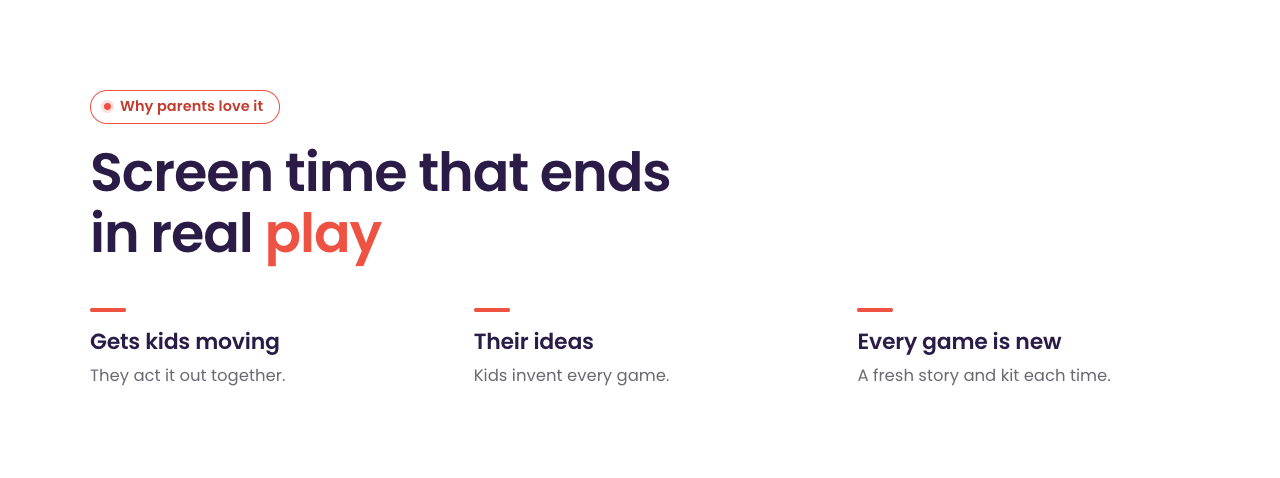 Why parents love it
Screen time that ends
in real play
Gets kids moving
They act it out together.
Their ideas
Kids invent every game.
Every game is new
A fresh story and kit each time.